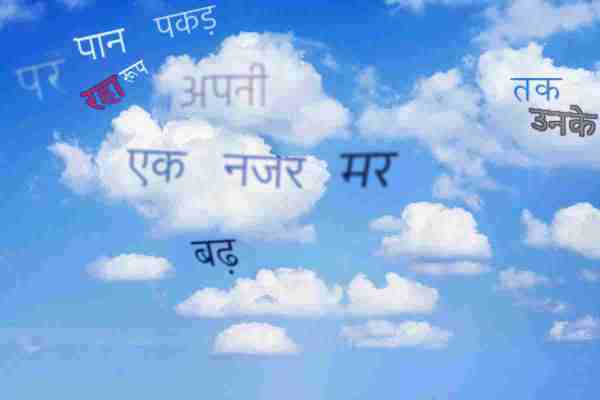 पर पान पकड़
रहा रूप
अपनी
तक
उनके
एक नजर मर
बढ़